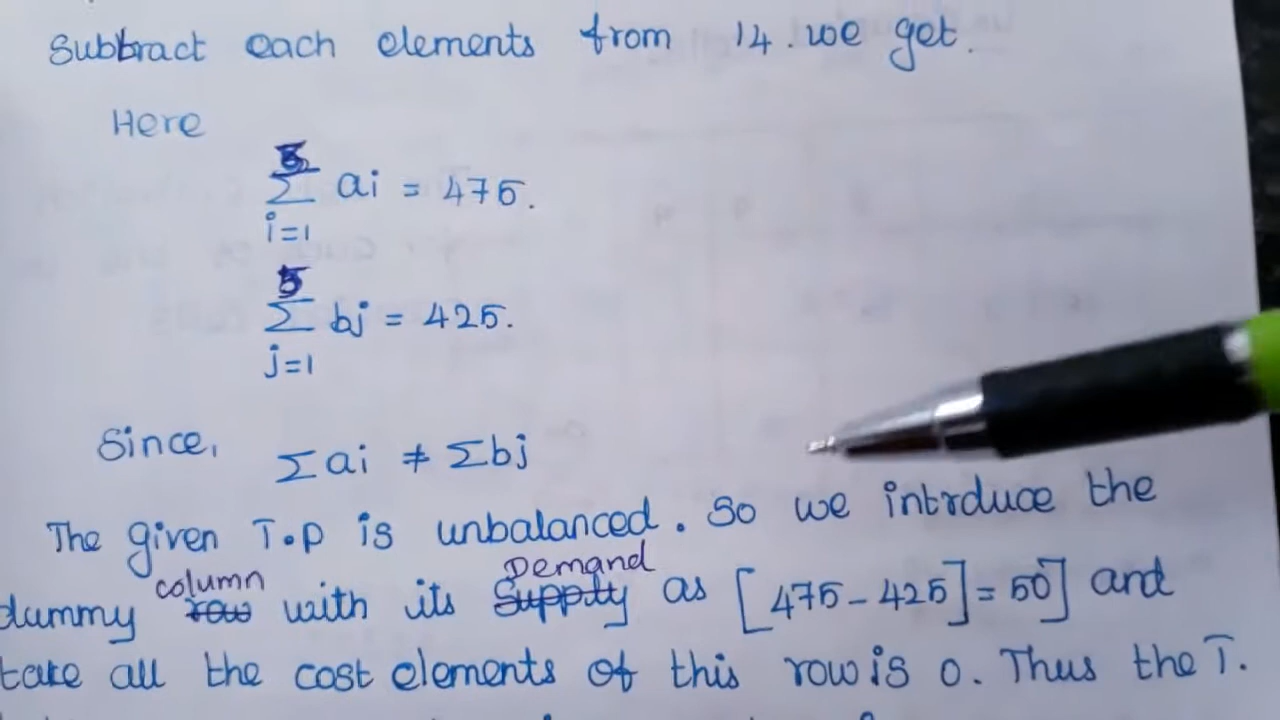 Subtract each elements from 14. we get.
Here
Σ ai = 475.
i=1
5
Σ bj = 425.
j=1
Since, Σai ≠ Σbj
The given T.P is unbalanced. So we intrduce the
column Demand
dummy row with its Supply as [475-425]=50] and
take all the cost elements of this row is 0. Thus the T.